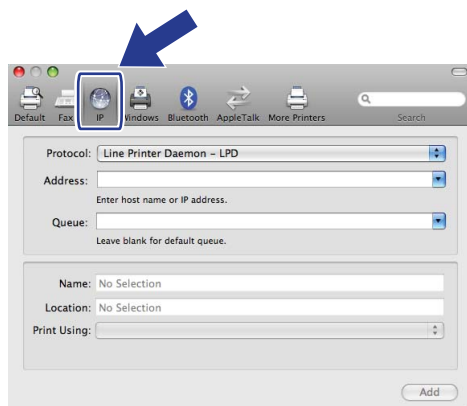 Default Fax IP Windows Bluetooth AppleTalk More Printers Search
Protocol: Line Printer Daemon – LPD
Address:
Enter host name or IP address.
Queue:
Leave blank for default queue.
Name: No Selection
Location: No Selection
Print Using:
Add